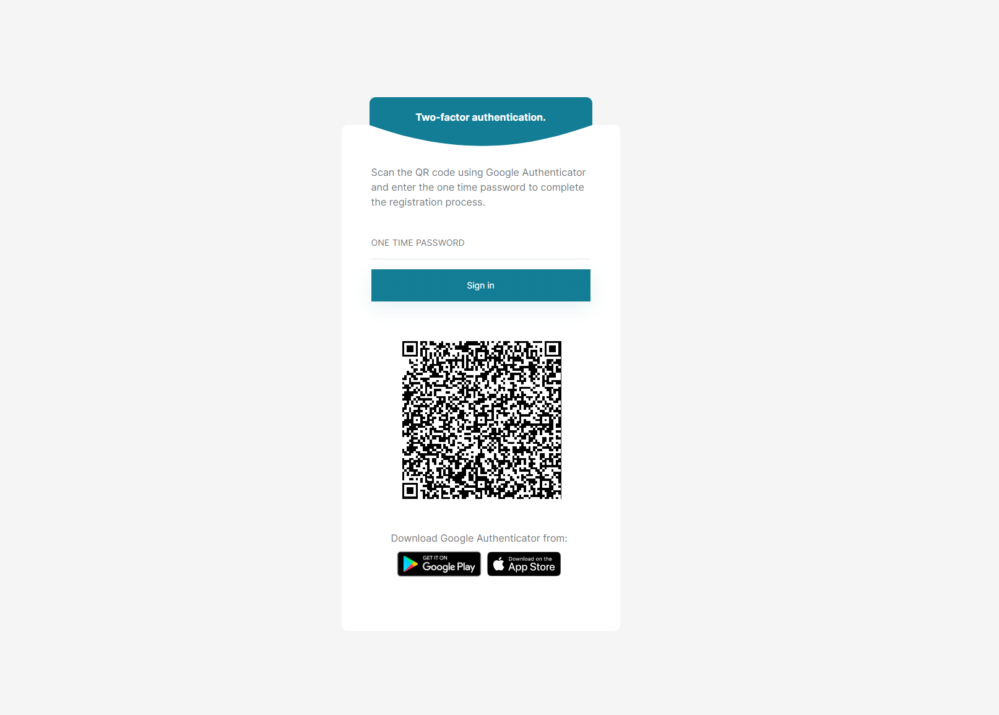 Two-factor authentication.
Scan the QR code using Google Authenticator
and enter the one time password to complete
the registration process.
ONE TIME PASSWORD
Sign in
Download Google Authenticator from:
GET IT ON
Google Play
Download on the
App Store